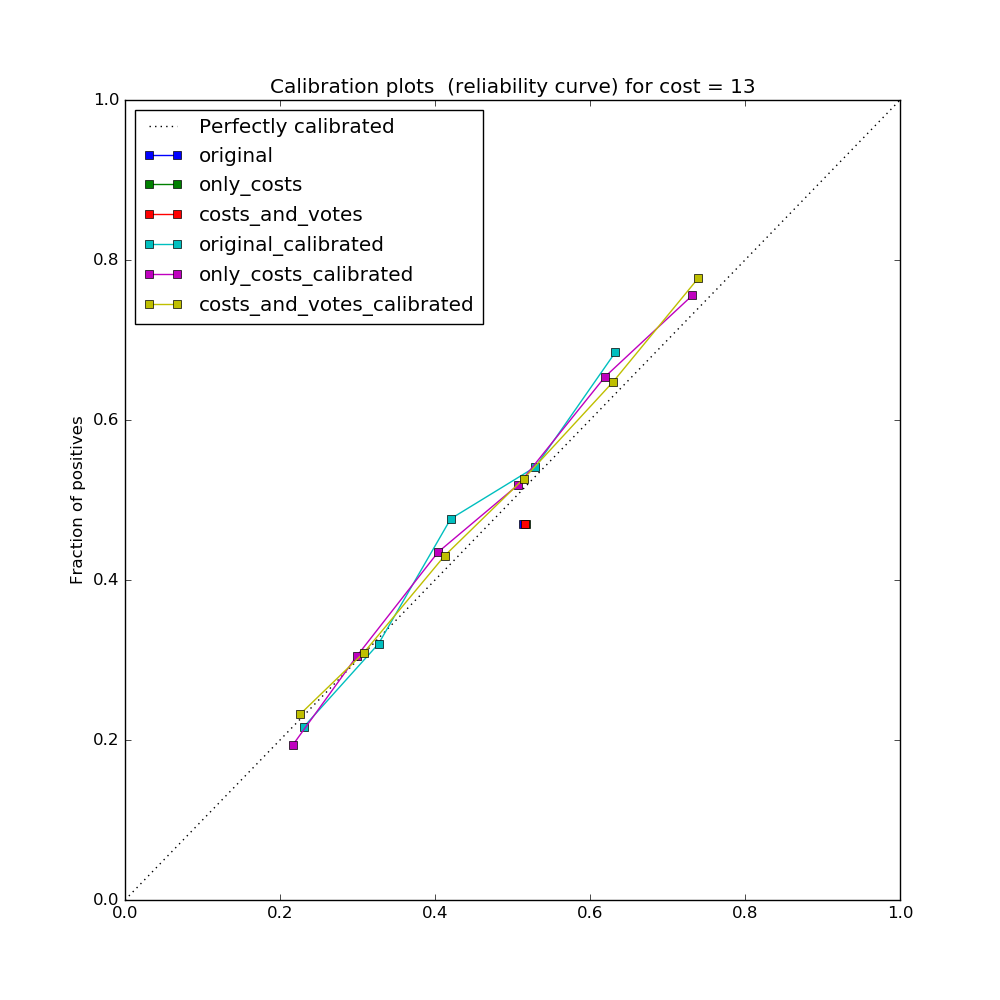 Calibration plots  (reliability curve) for cost = 13
1.0
Perfectly calibrated
original
only_costs
costs_and_votes
original_calibrated
only_costs_calibrated
costs_and_votes_calibrated
0.8
0.6
Fraction of positives
0.4
0.2
0.0
0.0 0.2 0.4 0.6 0.8 1.0